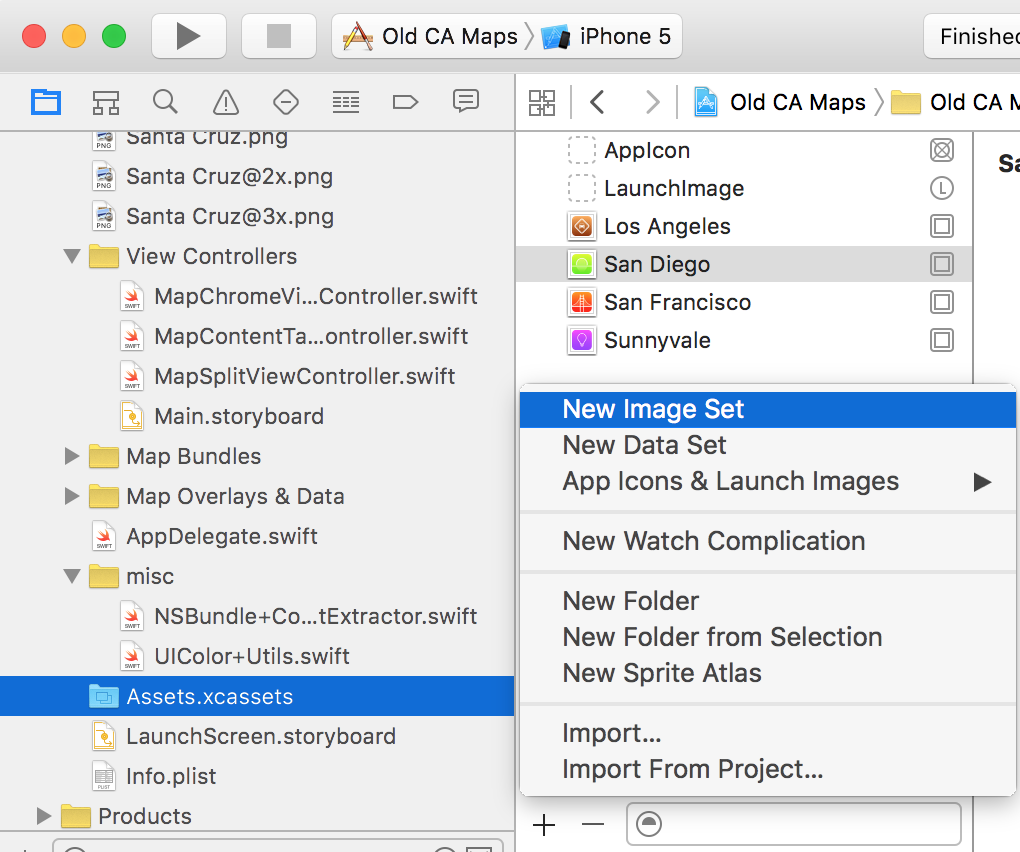 Old CA Maps
iPhone 5
Finished
Old CA Maps
Old CA M
Santa Cruz.png
Santa Cruz@2x.png
Santa Cruz@3x.png
View Controllers
MapChromeVi...Controller.swift
MapContentTa...ontroller.swift
MapSplitViewController.swift
Main.storyboard
Map Bundles
Map Overlays & Data
AppDelegate.swift
misc
NSBundle+Co...tExtractor.swift
UIColor+Utils.swift
Assets.xcassets
LaunchScreen.storyboard
Info.plist
Products
AppIcon
LaunchImage
L
Los Angeles
San Diego
San Francisco
Sunnyvale
Sa
New Image Set
New Data Set
App Icons & Launch Images
New Watch Complication
New Folder
New Folder from Selection
New Sprite Atlas
Import...
Import From Project...